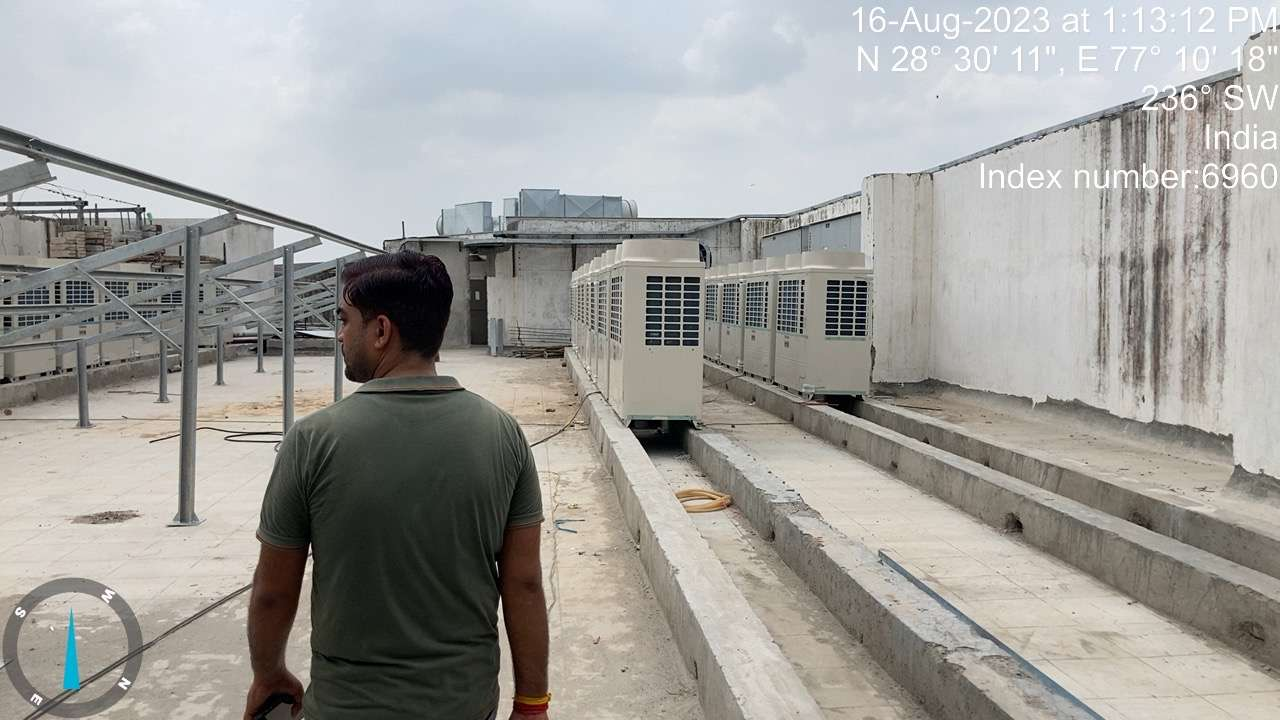 16-Aug-2023 at 1:13:12 PM
N 28° 30' 11", E 77° 10' 18"
236° SW
India
Index number:6960
S
W
E
N